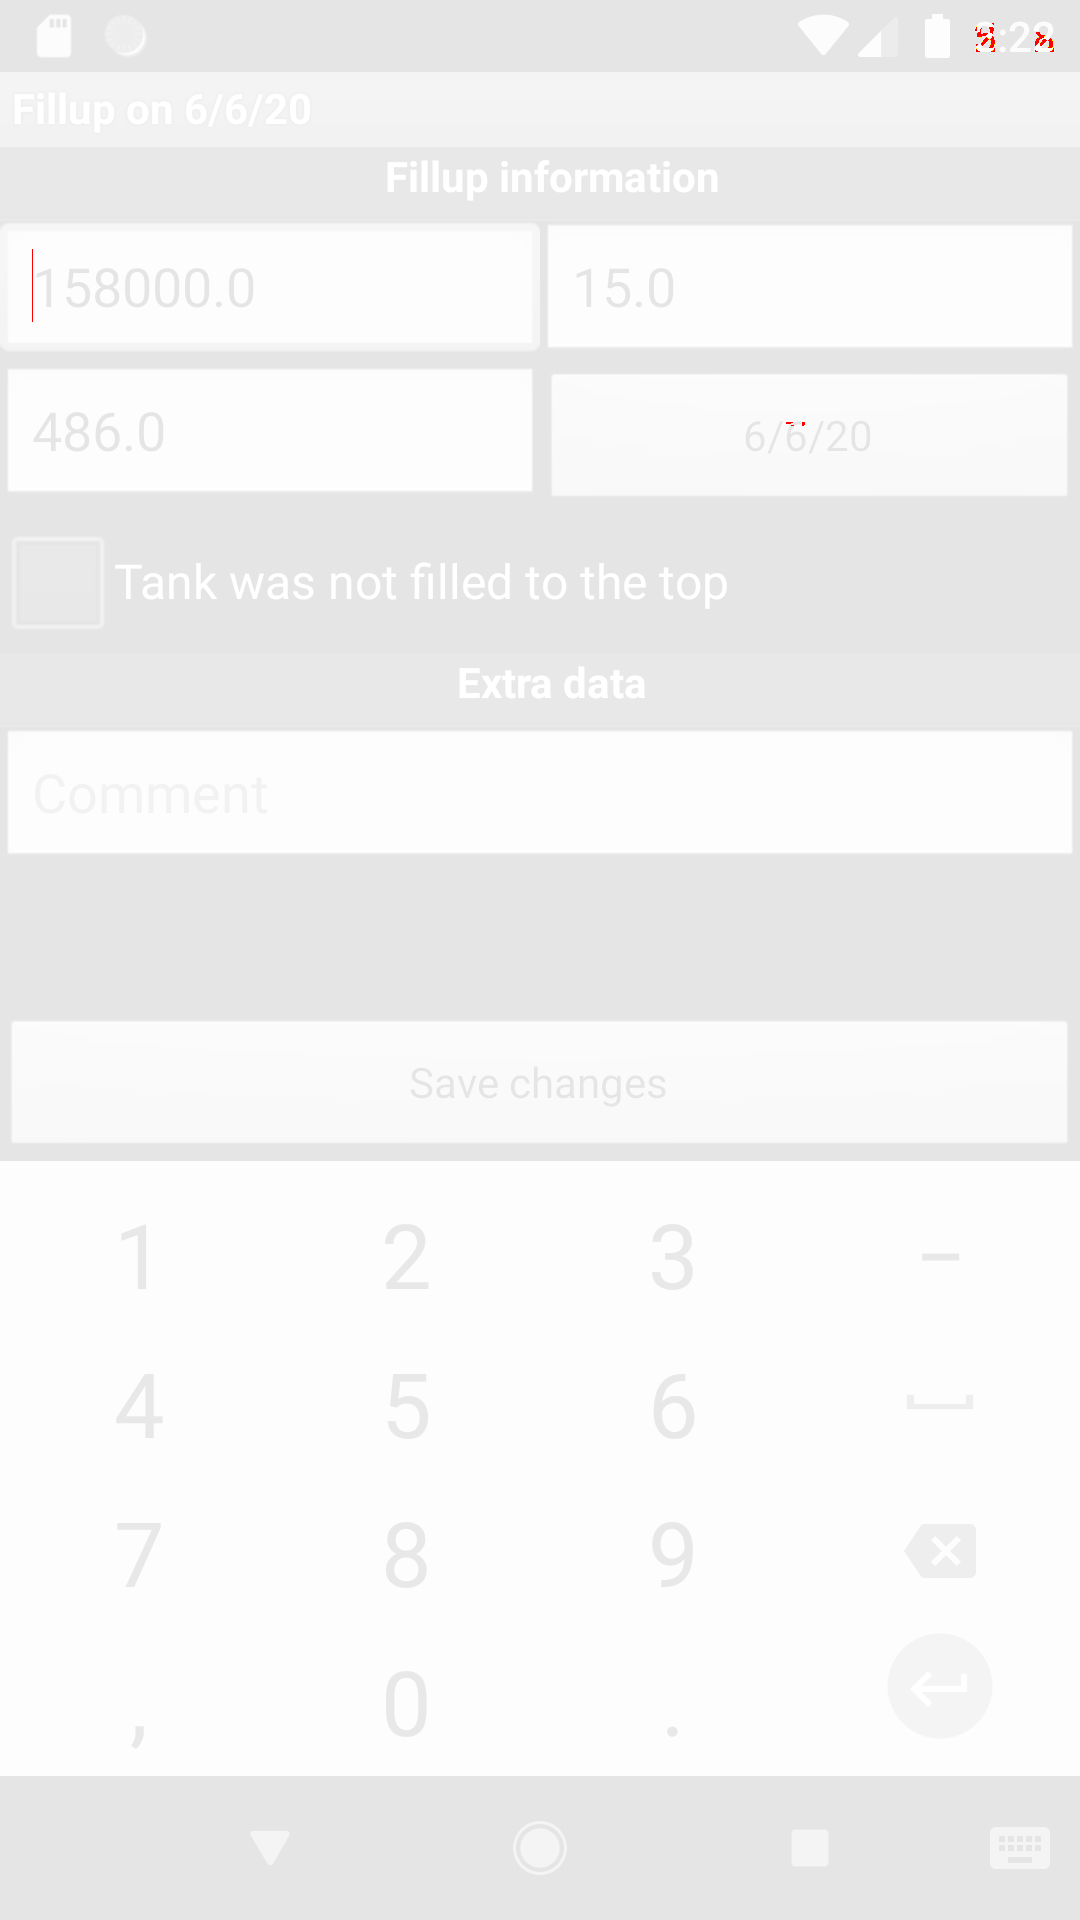 Fillup on 6/6/20
Fillup information
158000.0 15.0
486.0 6/6/20
Tank was not filled to the top
Extra data
Comment
Save changes
1 2 3 –
4 5 6
7 8 9
, 0 .